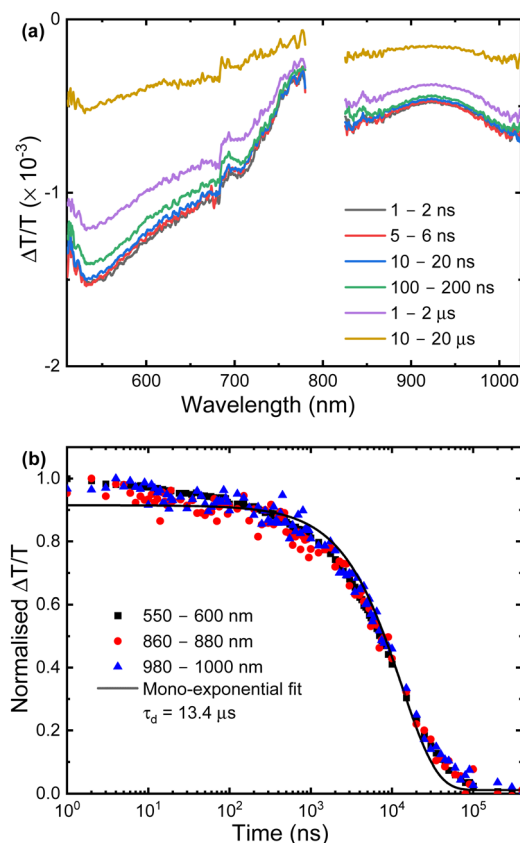 (a)
0
-1
-2
ΔT/T (× 10⁻³)
1 – 2 ns
5 – 6 ns
10 – 20 ns
100 – 200 ns
1 – 2 μs
10 – 20 μs
600 700 800 900 1000
Wavelength (nm)
(b)
1.0
0.8
0.6
0.4
0.2
0.0
Normalised ΔT/T
550 – 600 nm
860 – 880 nm
980 – 1000 nm
Mono-exponential fit
τd = 13.4 μs
10⁰ 10¹ 10² 10³ 10⁴ 10⁵
Time (ns)